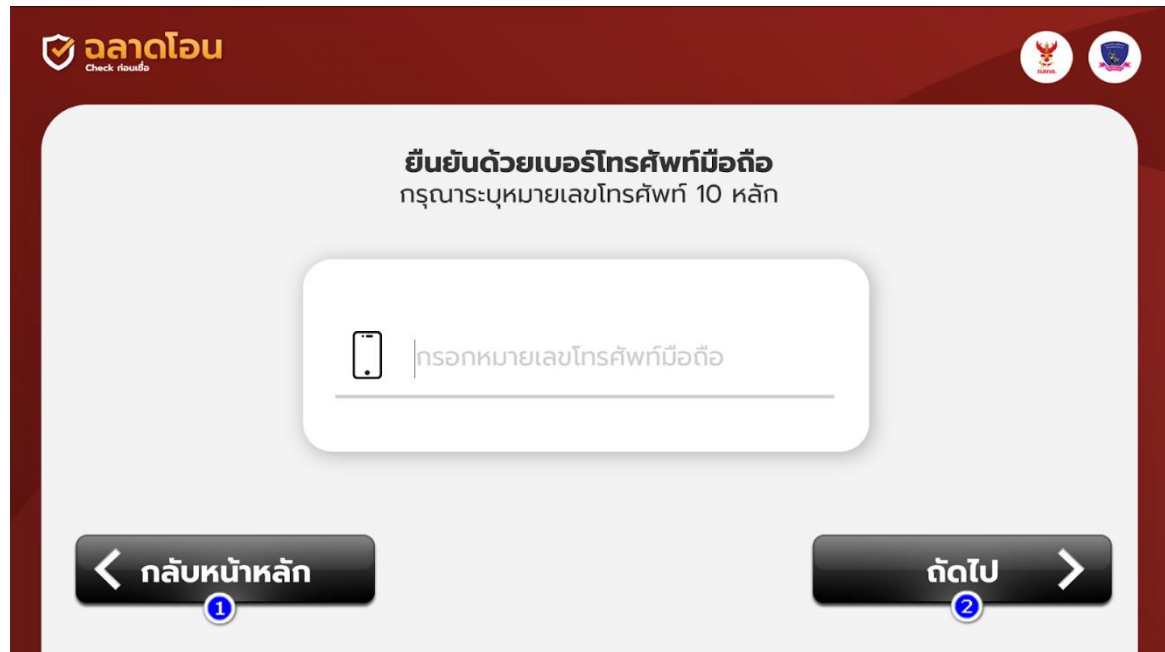 ฉลาดโอน
Check ก่อนเชื่อ
กสทช.
ยืนยันด้วยเบอร์โทรศัพท์มือถือ
กรุณาระบุหมายเลขโทรศัพท์ 10 หลัก
กรอกหมายเลขโทรศัพท์มือถือ
กลับหน้าหลัก
1
ถัดไป
2